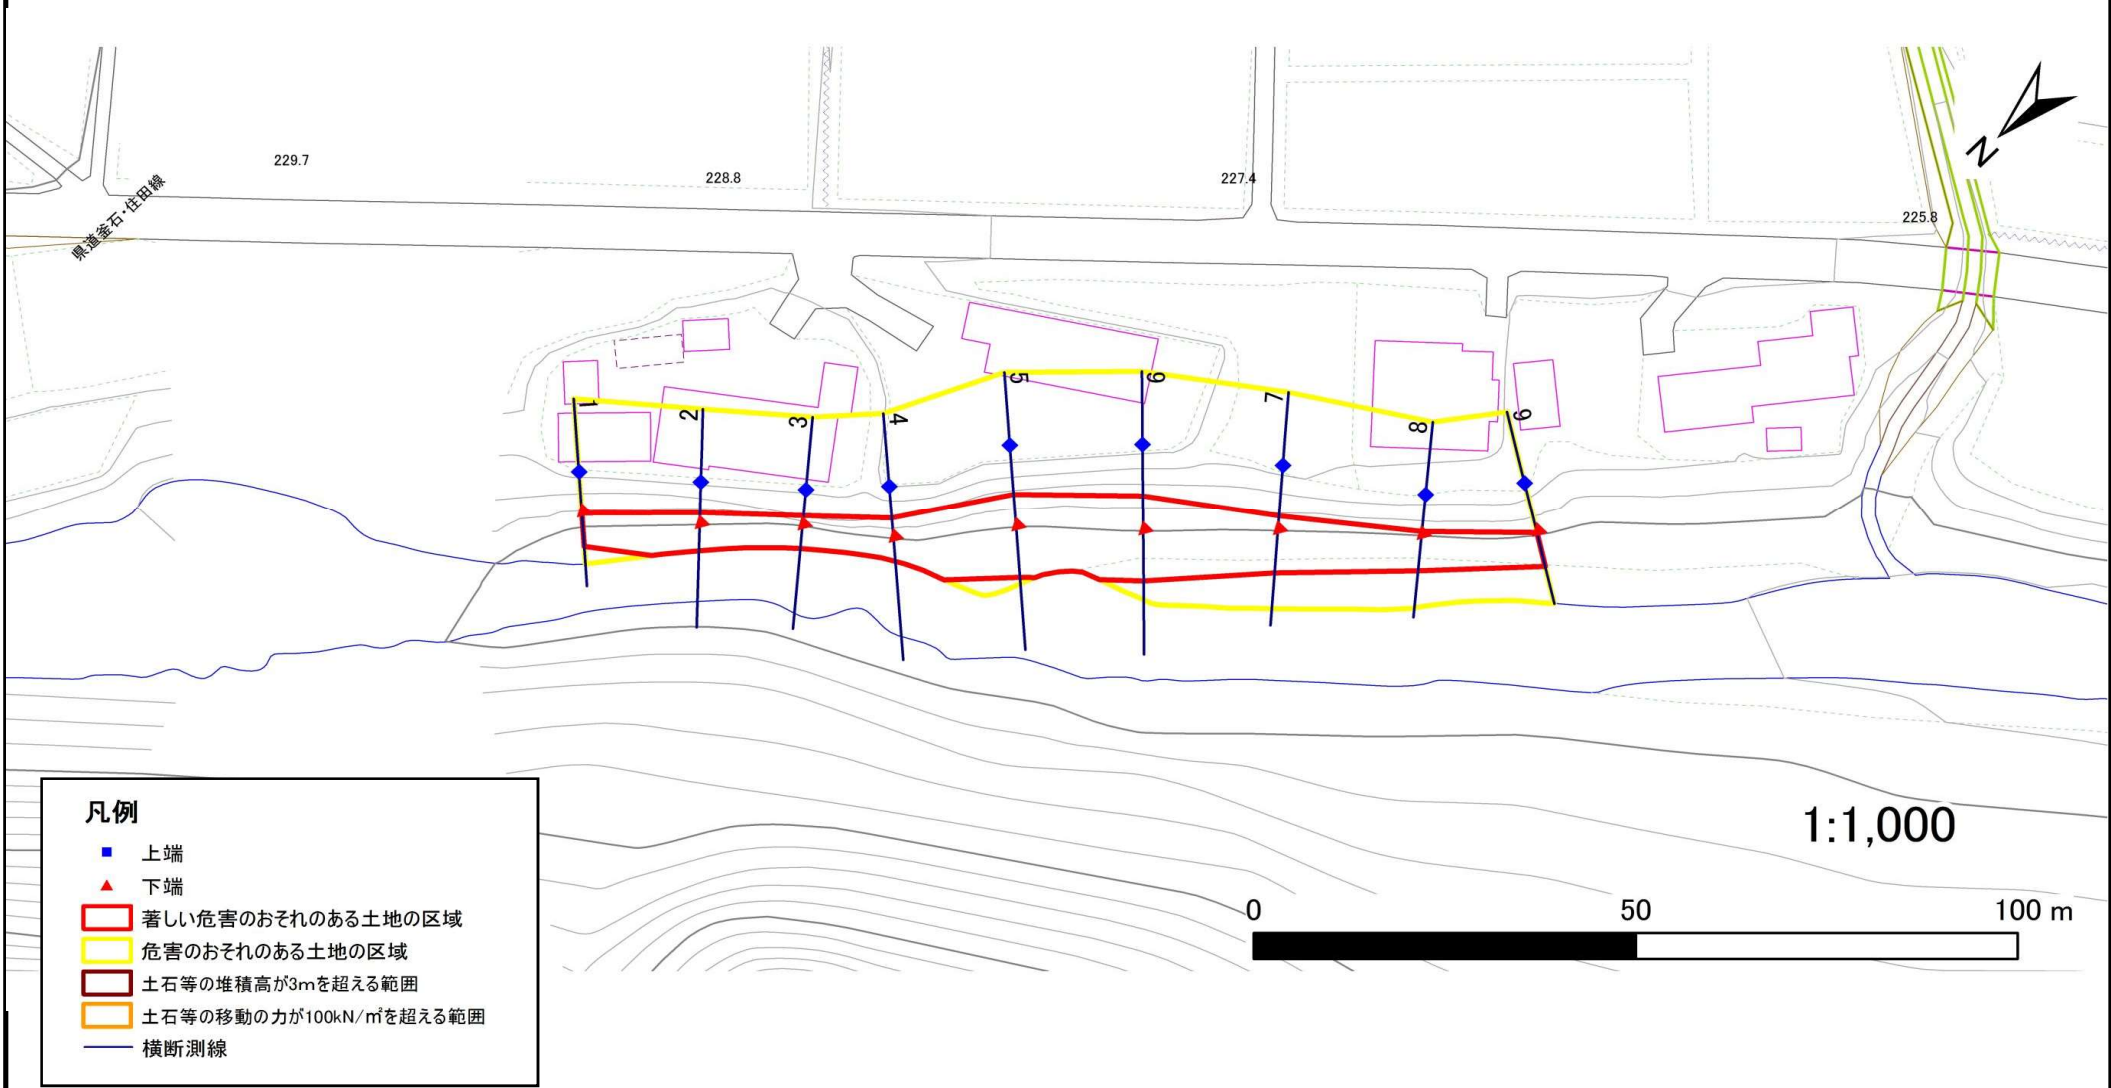 229.7
228.8
227.4
225.8
県道釜石・住田線
N
1
2
3
4
5
6
7
8
9
1:1,000
0 50 100 m
凡例
上端
下端
著しい危害のおそれのある土地の区域
危害のおそれのある土地の区域
土石等の堆積高が3mを超える範囲
土石等の移動の力が100kN/㎡を超える範囲
横断測線